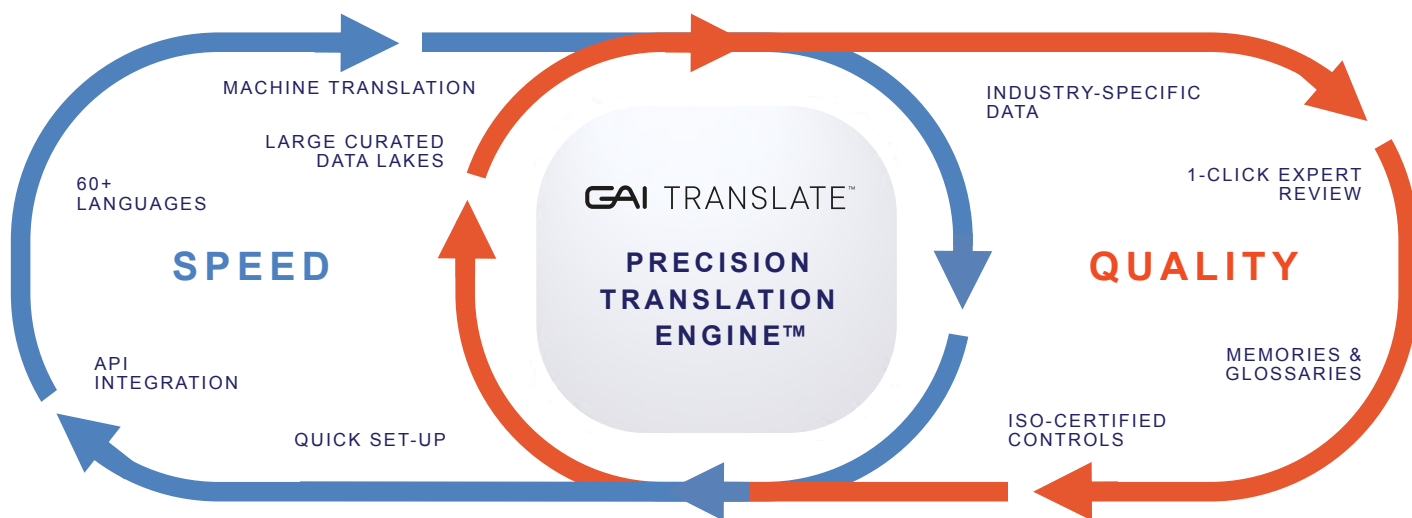 MACHINE TRANSLATION
LARGE CURATED
DATA LAKES
60+
LANGUAGES
SPEED
API
INTEGRATION
QUICK SET-UP
GAI TRANSLATE™
PRECISION
TRANSLATION
ENGINE™
INDUSTRY-SPECIFIC
DATA
1-CLICK EXPERT
REVIEW
QUALITY
MEMORIES &
GLOSSARIES
ISO-CERTIFIED
CONTROLS